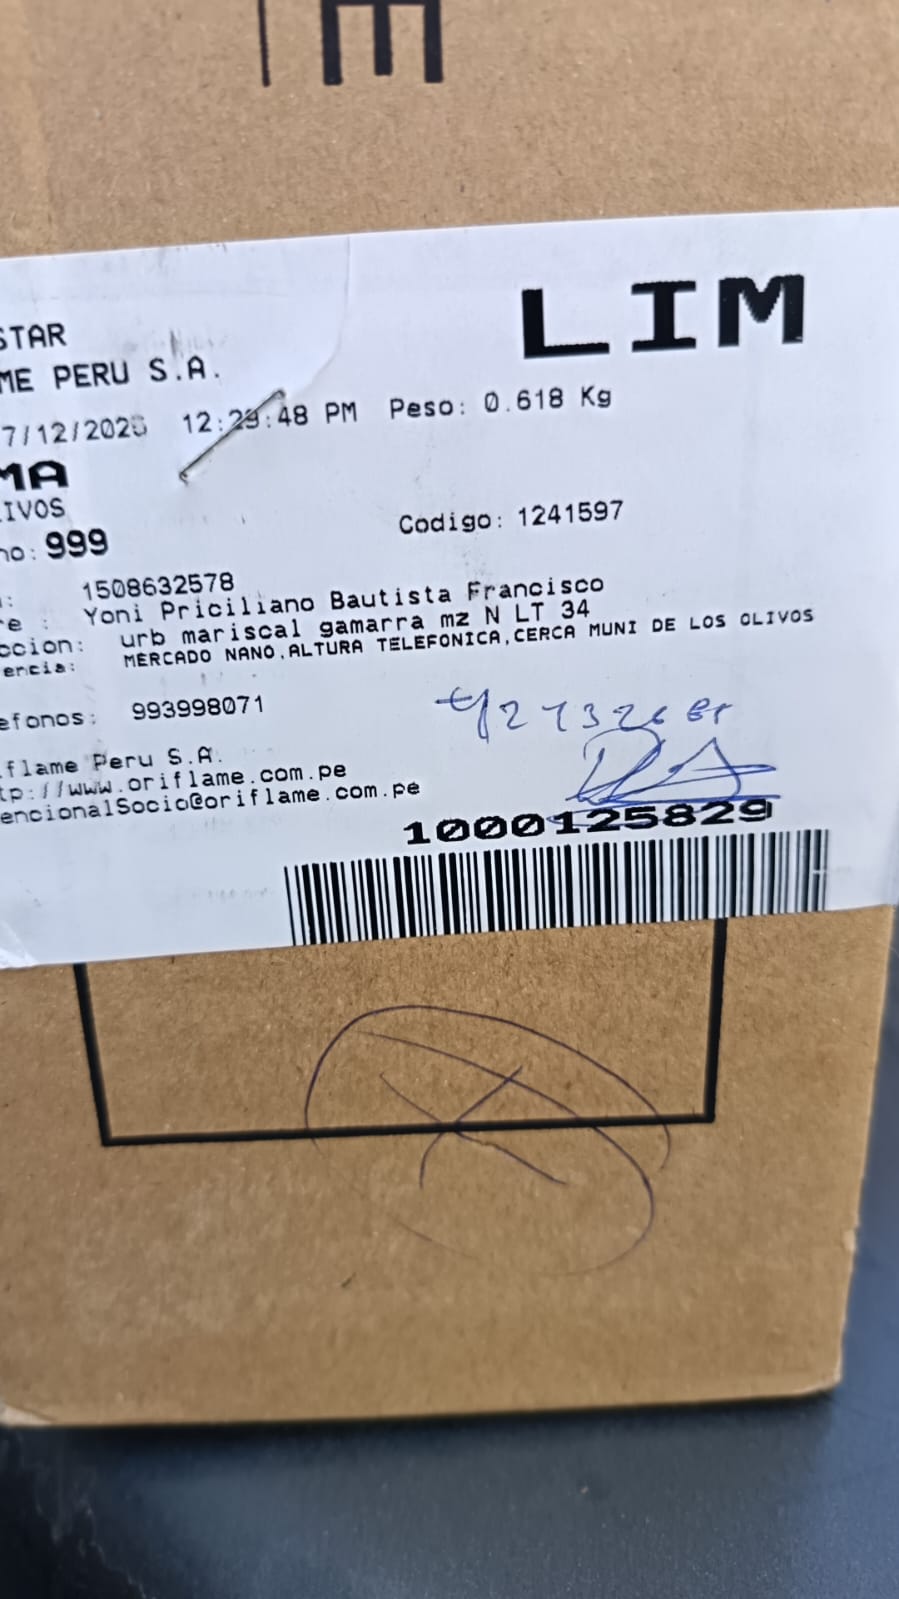 E
LIM
STAR
ME PERU S.A.
7/12/2025 12:29:48 PM Peso: 0.618 Kg
MA
LIVOS
no: 999
Codigo: 1241597
: 1508632578
re : Yoni Priciliano Bautista Francisco
ccion: urb mariscal gamarra mz N LT 34
encia: MERCADO NANO,ALTURA TELEFONICA,CERCA MUNI DE LOS OLIVOS
efonos: 993998071
iflame Peru S.A.
tp://www.oriflame.com.pe
encionalSocio@oriflame.com.pe
1000125829